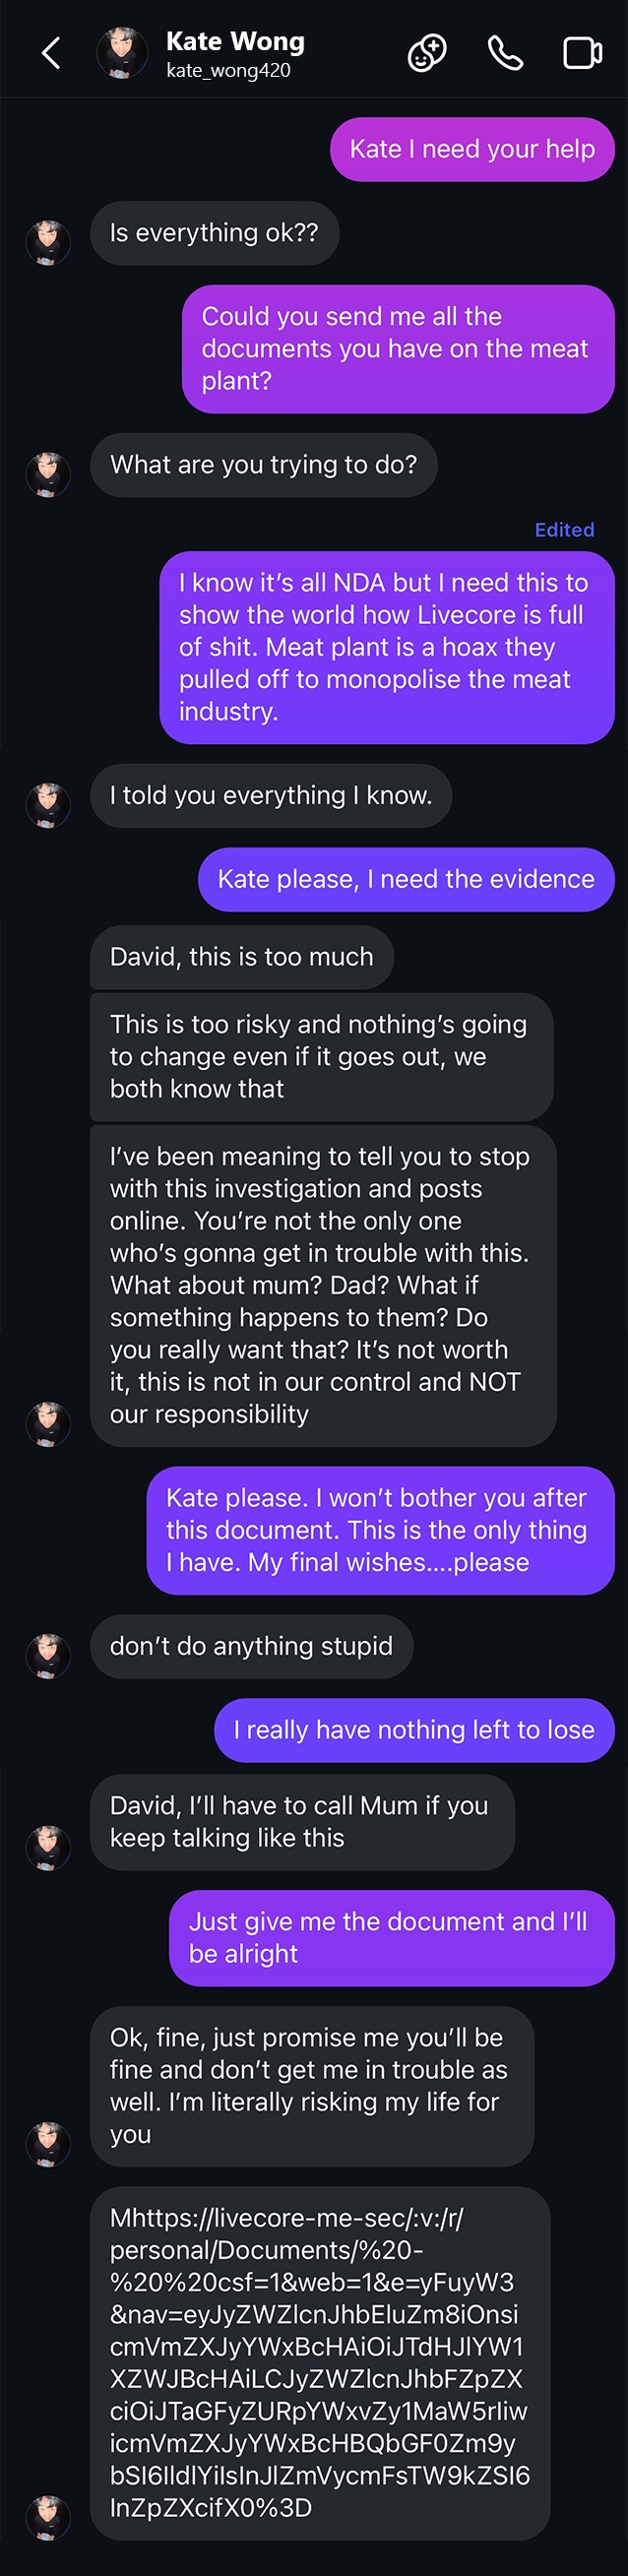 Kate Wong
kate_wong420
Kate I need your help
Is everything ok??
Could you send me all the
documents you have on the meat
plant?
What are you trying to do?
Edited
I know it's all NDA but I need this to
show the world how Livecore is full
of shit. Meat plant is a hoax they
pulled off to monopolise the meat
industry.
I told you everything I know.
Kate please, I need the evidence
David, this is too much
This is too risky and nothing's going
to change even if it goes out, we
both know that
I've been meaning to tell you to stop
with this investigation and posts
online. You're not the only one
who's gonna get in trouble with this.
What about mum? Dad? What if
something happens to them? Do
you really want that? It's not worth
it, this is not in our control and NOT
our responsibility
Kate please. I won't bother you after
this document. This is the only thing
I have. My final wishes....please
don't do anything stupid
I really have nothing left to lose
David, I'll have to call Mum if you
keep talking like this
Just give me the document and I'll
be alright
Ok, fine, just promise me you'll be
fine and don't get me in trouble as
well. I'm literally risking my life for
you
Mhttps://livecore-me-sec/:v:/r/
personal/Documents/%20-
%20%20csf=1&web=1&e=yFuyW3
&nav=eyJyZWZlcnJhbEluZm8iOnsi
cmVmZXJyYWxBcHAiOiJTdHJlYW1
XZWJBcHAiLCJyZWZlcnJhbFZpZX
ciOiJTaGFyZURpYWxvZy1MaW5rIiw
icmVmZXJyYWxBcHBQbGF0Zm9y
bSI6IldlYiIsInJlZmVycmFsTW9kZSI6
InZpZXcifX0%3D